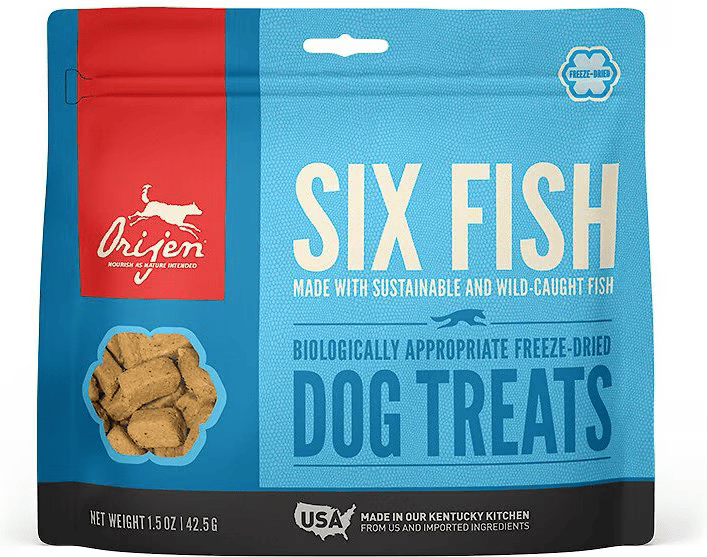 FREEZE-DRIED
Orijen
NOURISH AS NATURE INTENDED
SIX FISH
MADE WITH SUSTAINABLE AND WILD-CAUGHT FISH
BIOLOGICALLY APPROPRIATE FREEZE-DRIED
DOG TREATS
NET WEIGHT 1.5 OZ | 42.5 G
USA
MADE IN OUR KENTUCKY KITCHEN
FROM US AND IMPORTED INGREDIENTS